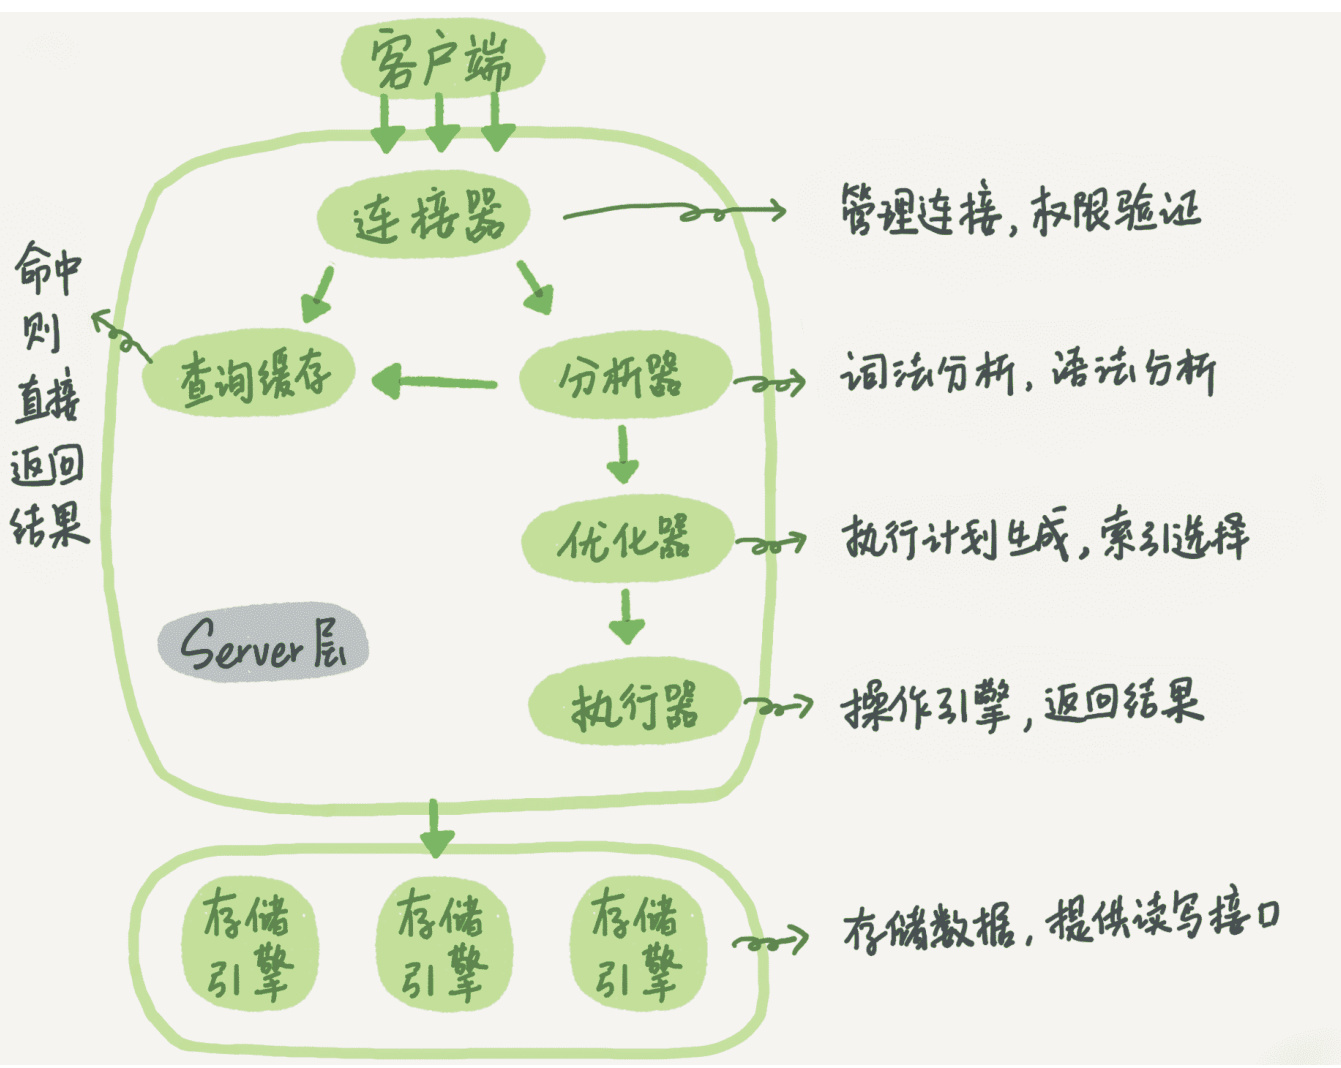 客户端
连接器
管理连接，权限验证
命中
则
直接
返回
结果
查询缓存
分析器
词法分析，语法分析
优化器
执行计划生成，索引选择
Server层
执行器
操作引擎，返回结果
存储
引擎
存储
引擎
存储
引擎
存储数据，提供读写接口